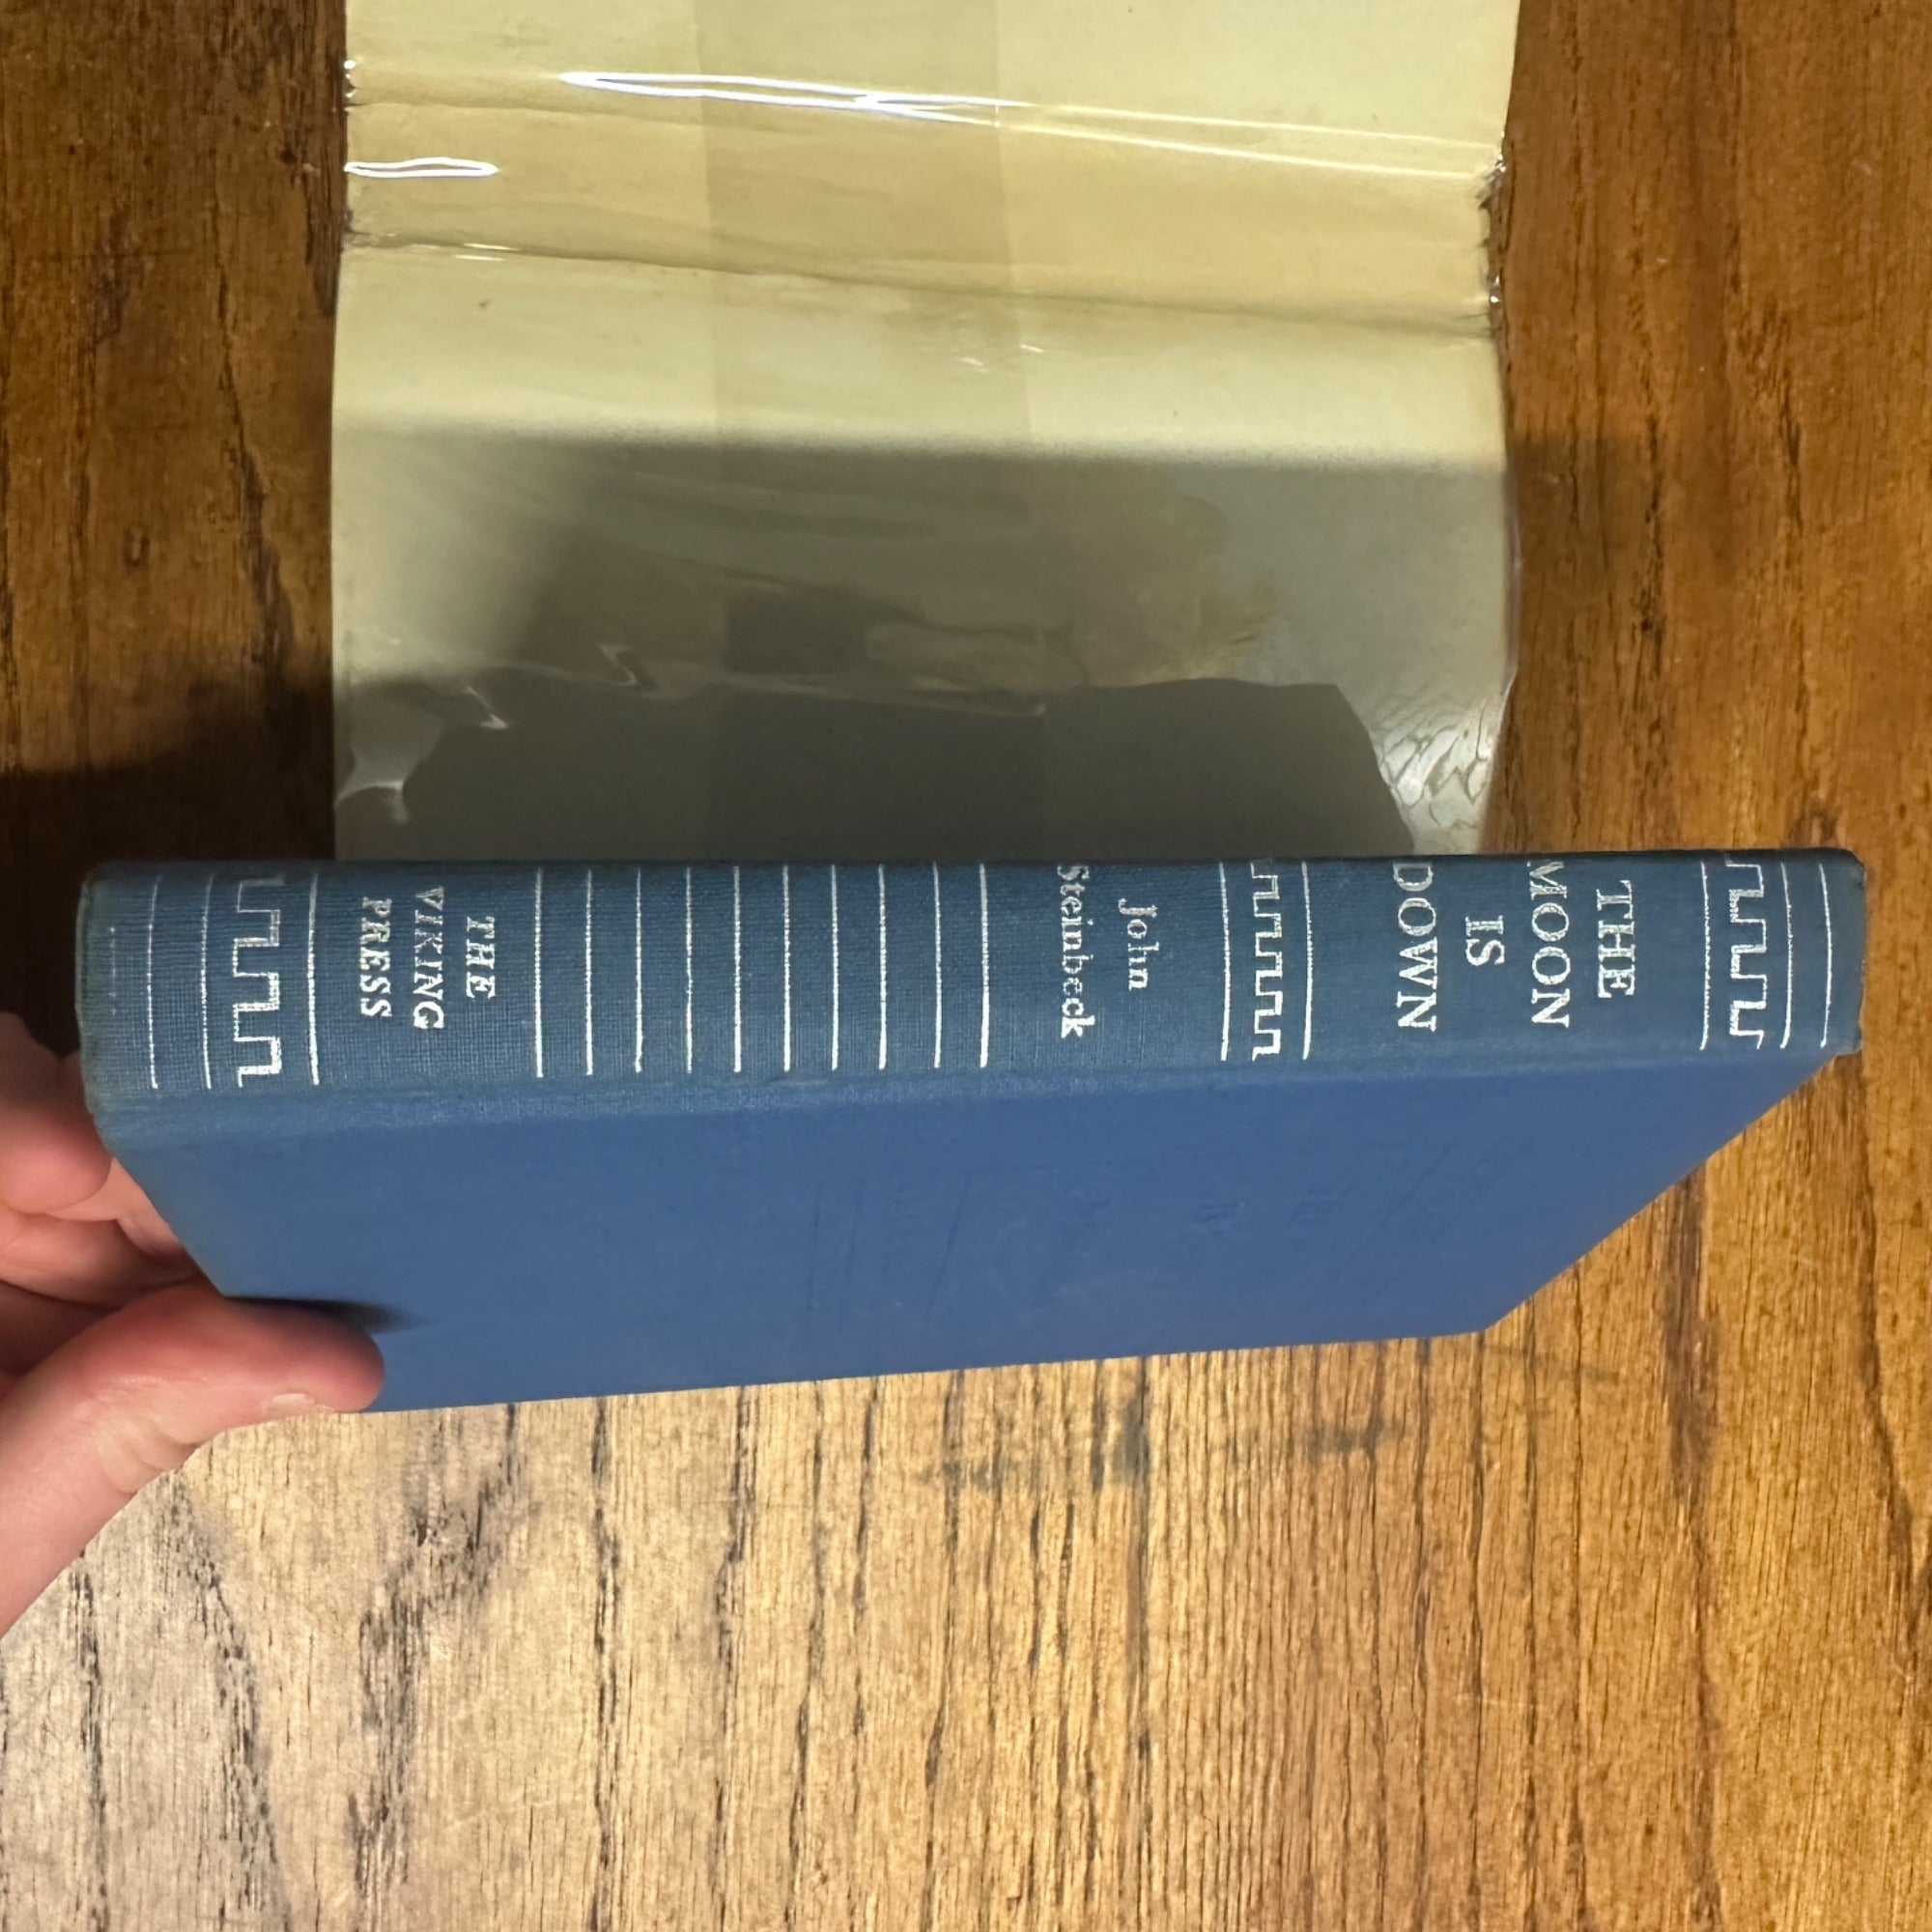 THE
MOON
IS
DOWN
John
Steinbeck
THE
VIKING
PRESS